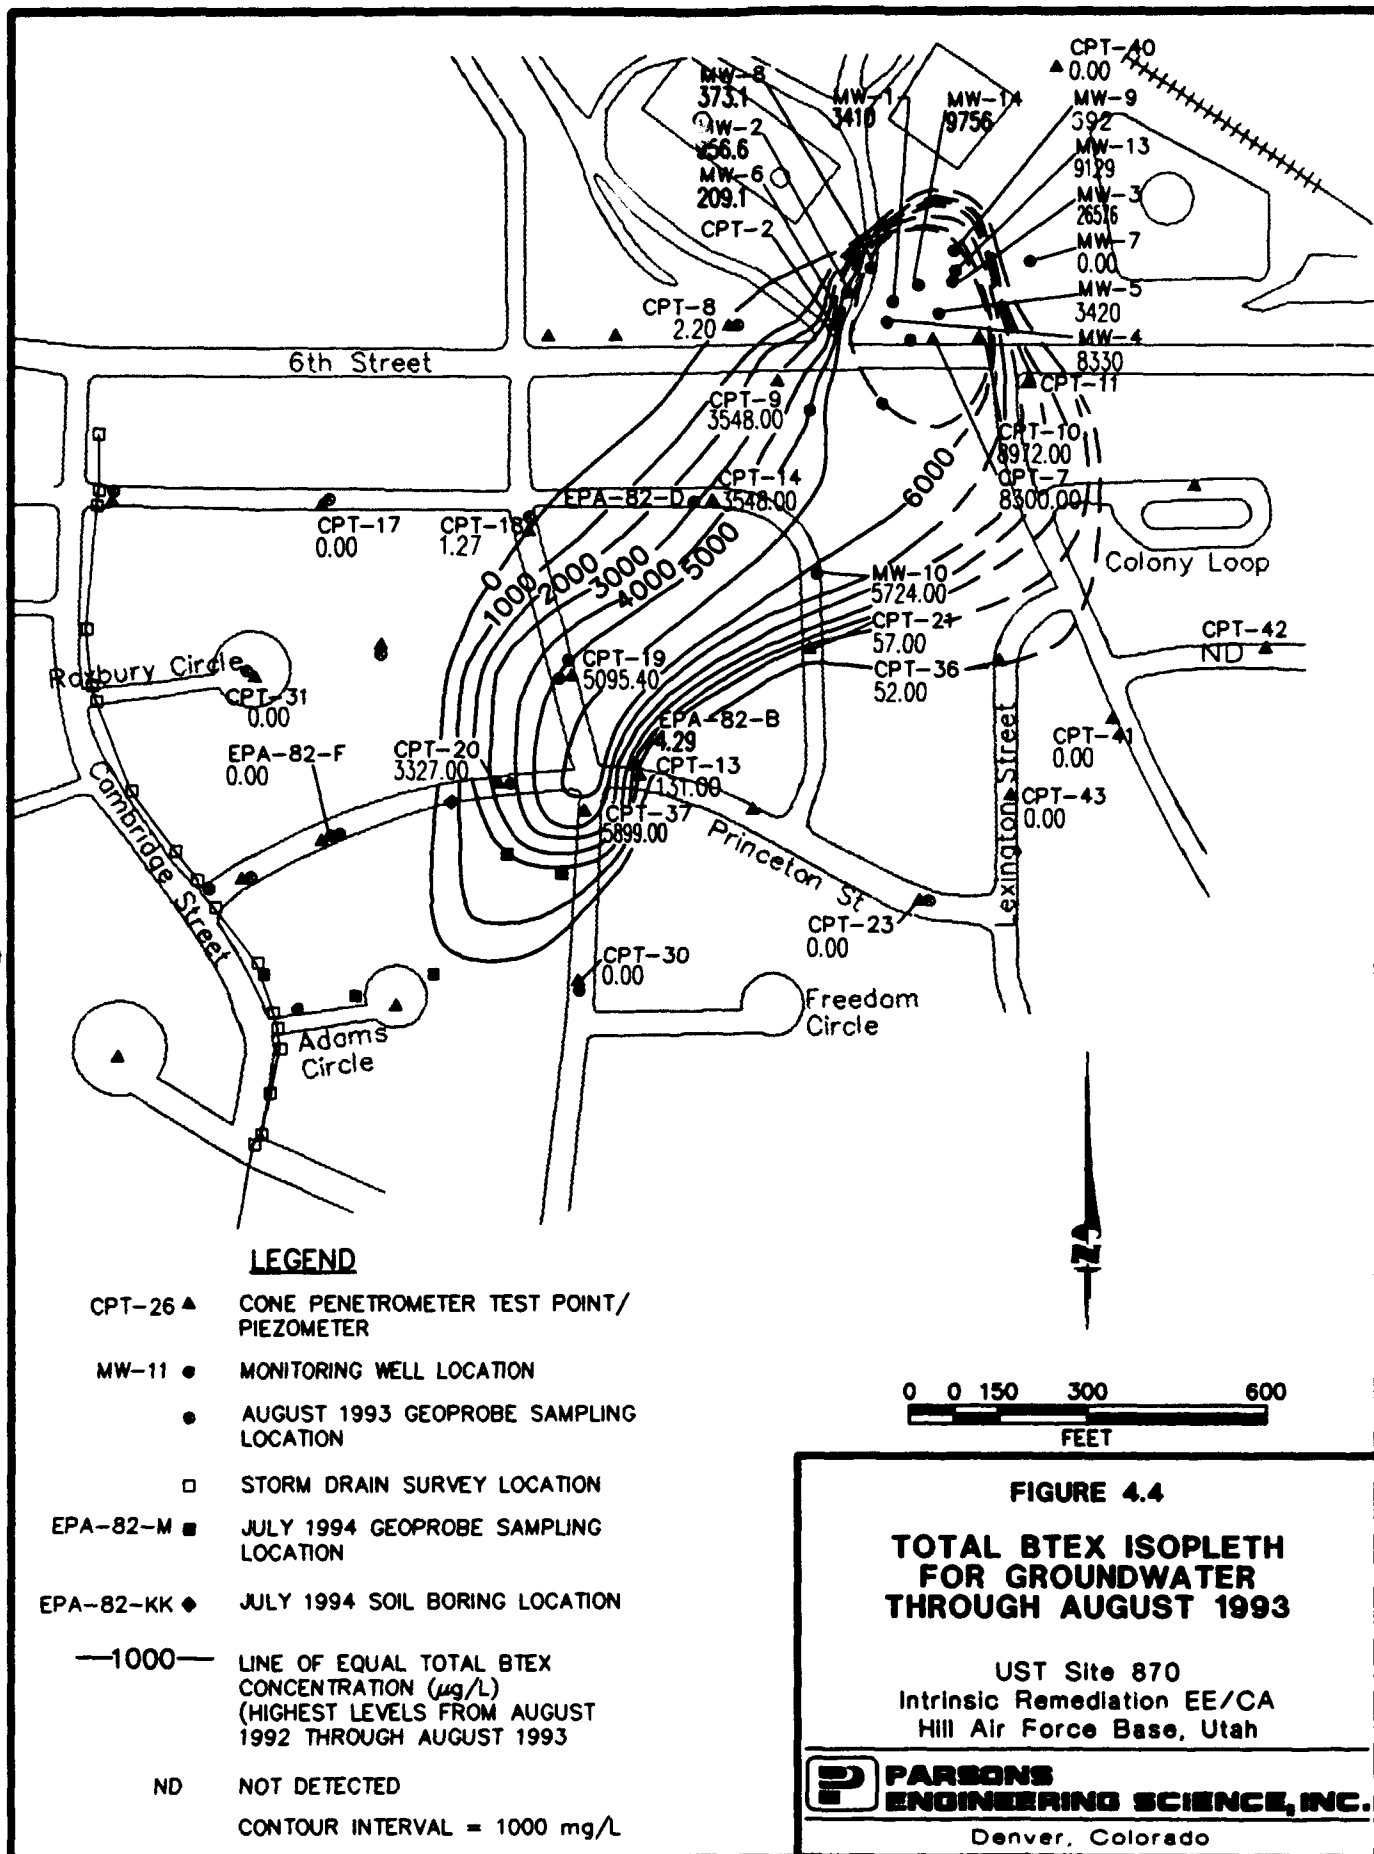 CPT-40
0.00
MW-8
373.1
MW-1
3410
MW-14
9756
MW-9
592
MW-2
956.6
MW-13
9129
MW-6
209.1
MW-3
26576
CPT-2
MW-7
0.00
MW-5
3420
CPT-8
2.20
MW-4
8330
6th Street
CPT-11
CPT-9
3548.00
CPT-10
8972.00
6000
CPT-14
3548.00
EPA-82-D
CPT-7
8300.00
CPT-17
0.00
CPT-18
1.27
5000
4000
3000
2000
1000
0
Colony Loop
MW-10
5724.00
CPT-21
57.00
CPT-42
ND
CPT-36
52.00
CPT-19
5095.40
Roxbury Circle
CPT-31
0.00
EPA-82-B
4.29
CPT-41
0.00
EPA-82-F
0.00
CPT-20
3327.00
CPT-13
131.00
CPT-43
0.00
CPT-37
5899.00
Cambridge Street
Princeton St
Lexington Street
CPT-23
0.00
CPT-30
0.00
Freedom
Circle
Adams
Circle
N
LEGEND
CPT-26 CONE PENETROMETER TEST POINT/
PIEZOMETER
MW-11 MONITORING WELL LOCATION
AUGUST 1993 GEOPROBE SAMPLING
LOCATION
STORM DRAIN SURVEY LOCATION
EPA-82-M JULY 1994 GEOPROBE SAMPLING
LOCATION
EPA-82-KK JULY 1994 SOIL BORING LOCATION
1000 LINE OF EQUAL TOTAL BTEX
CONCENTRATION (µg/L)
(HIGHEST LEVELS FROM AUGUST
1992 THROUGH AUGUST 1993
ND NOT DETECTED
CONTOUR INTERVAL = 1000 mg/L
0 0 150 300 600
FEET
FIGURE 4.4
TOTAL BTEX ISOPLETH
FOR GROUNDWATER
THROUGH AUGUST 1993
UST Site 870
Intrinsic Remediation EE/CA
Hill Air Force Base, Utah
PARSONS
ENGINEERING SCIENCE, INC.
Denver, Colorado